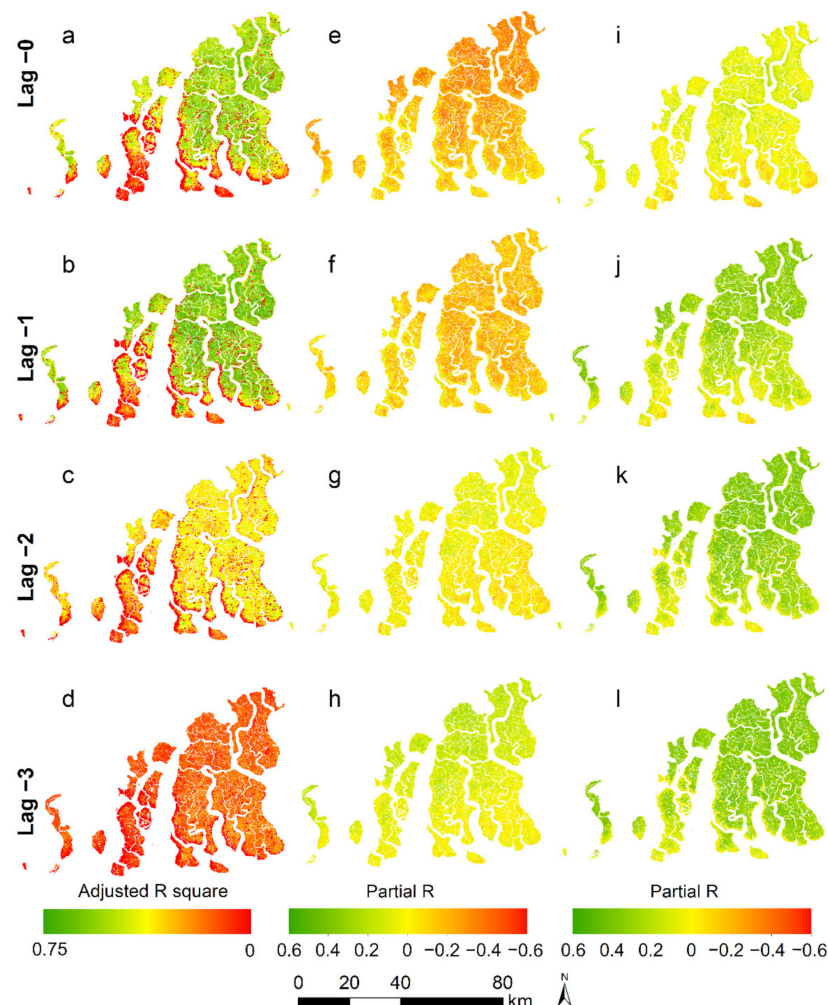 Lag −0
a
e
i
Lag −1
b
f
j
Lag −2
c
g
k
Lag −3
d
h
l
Adjusted R square
Partial R
Partial R
0.75
0
0.6 0.4 0.2 0 −0.2 −0.4 −0.6
0.6 0.4 0.2 0 −0.2 −0.4 −0.6
0 20 40 80
km
N